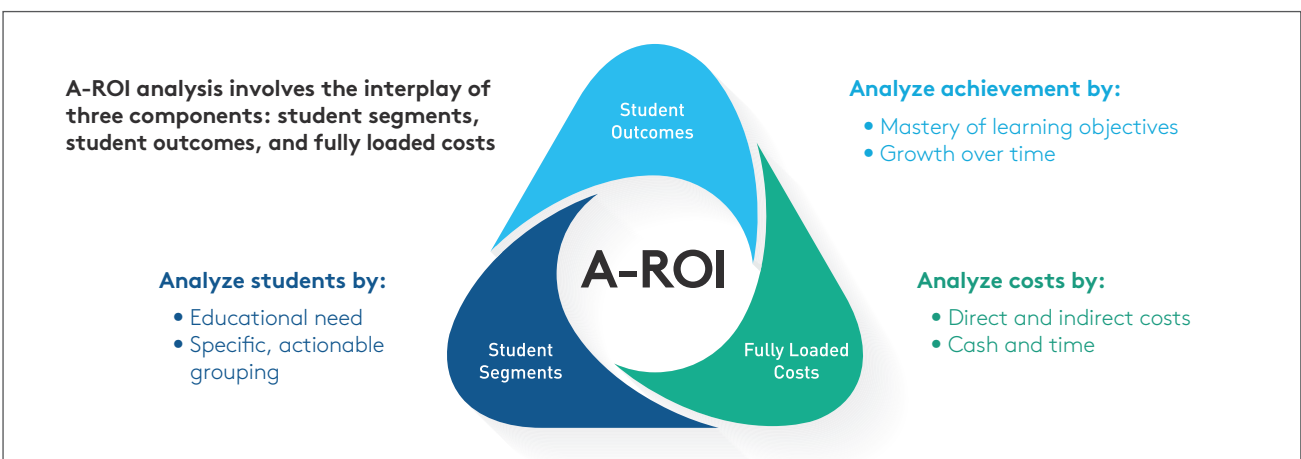 A-ROI analysis involves the interplay of
three components: student segments,
student outcomes, and fully loaded costs
Student
Outcomes
Analyze achievement by:
• Mastery of learning objectives
• Growth over time
A-ROI
Analyze students by:
• Educational need
• Specific, actionable
grouping
Student
Segments
Fully Loaded
Costs
Analyze costs by:
• Direct and indirect costs
• Cash and time